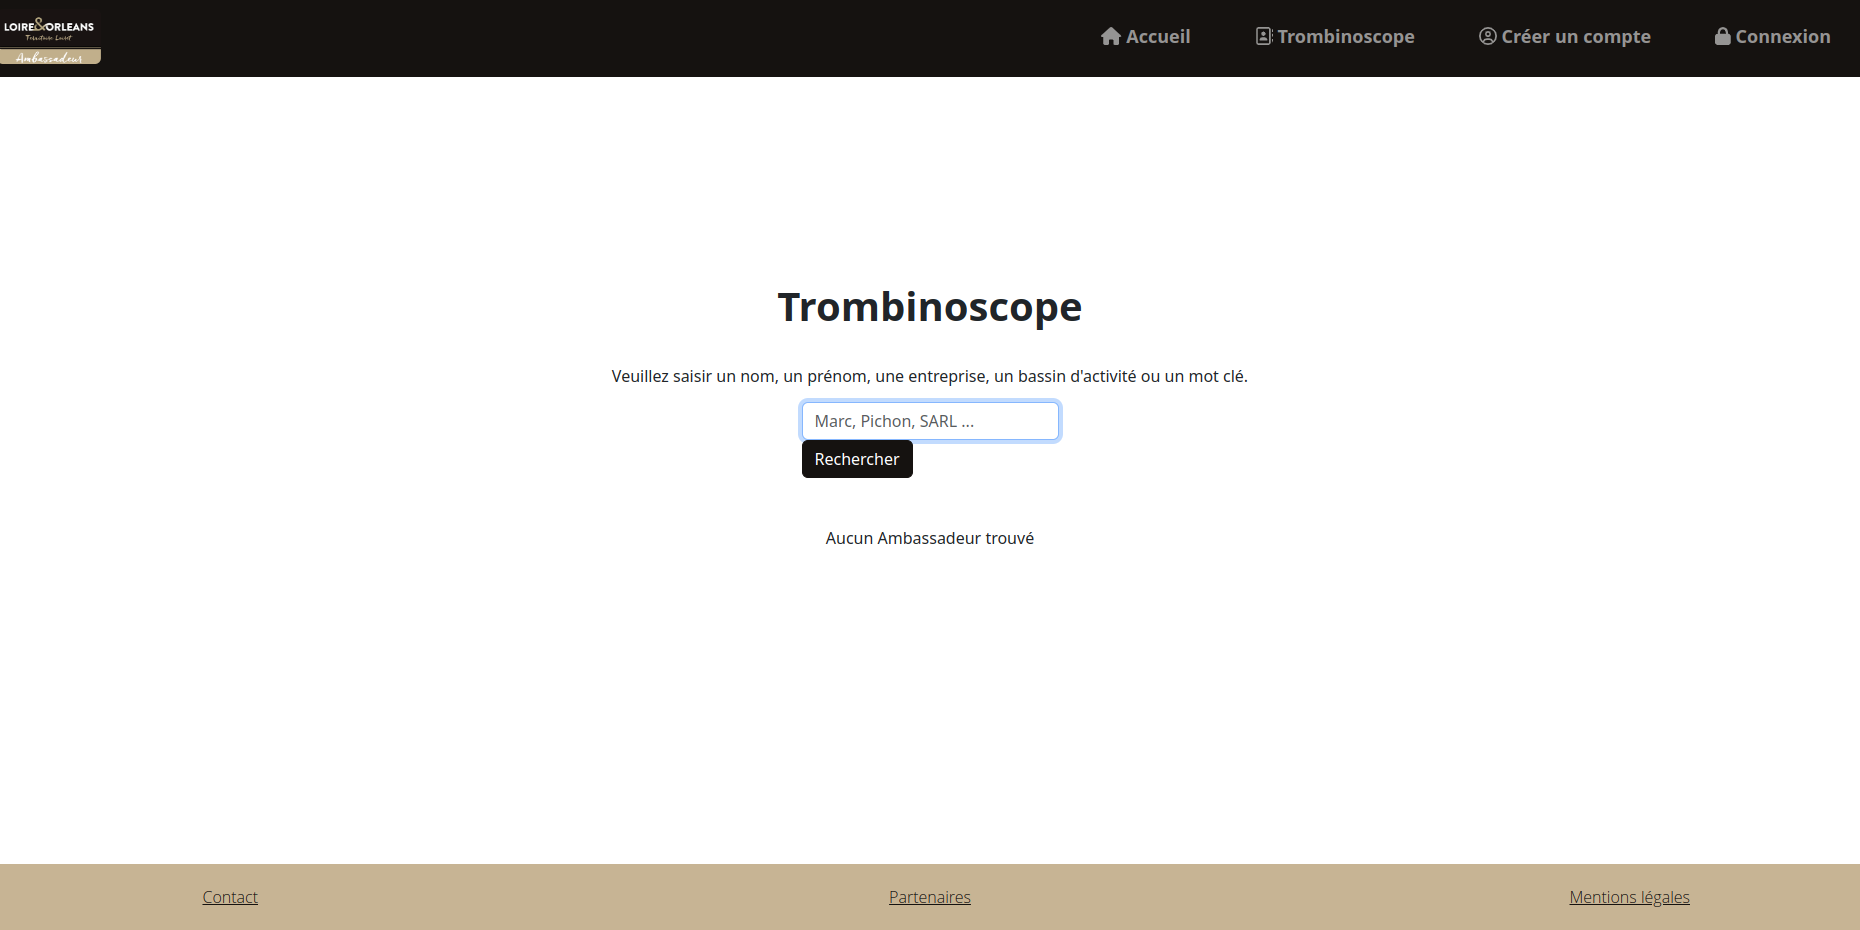 LOIRE&ORLEANS
Territoire Loiret
Ambassadeur
Accueil
Trombinoscope
Créer un compte
Connexion
Trombinoscope
Veuillez saisir un nom, un prénom, une entreprise, un bassin d'activité ou un mot clé.
Marc, Pichon, SARL ...
Rechercher
Aucun Ambassadeur trouvé
Contact
Partenaires
Mentions légales